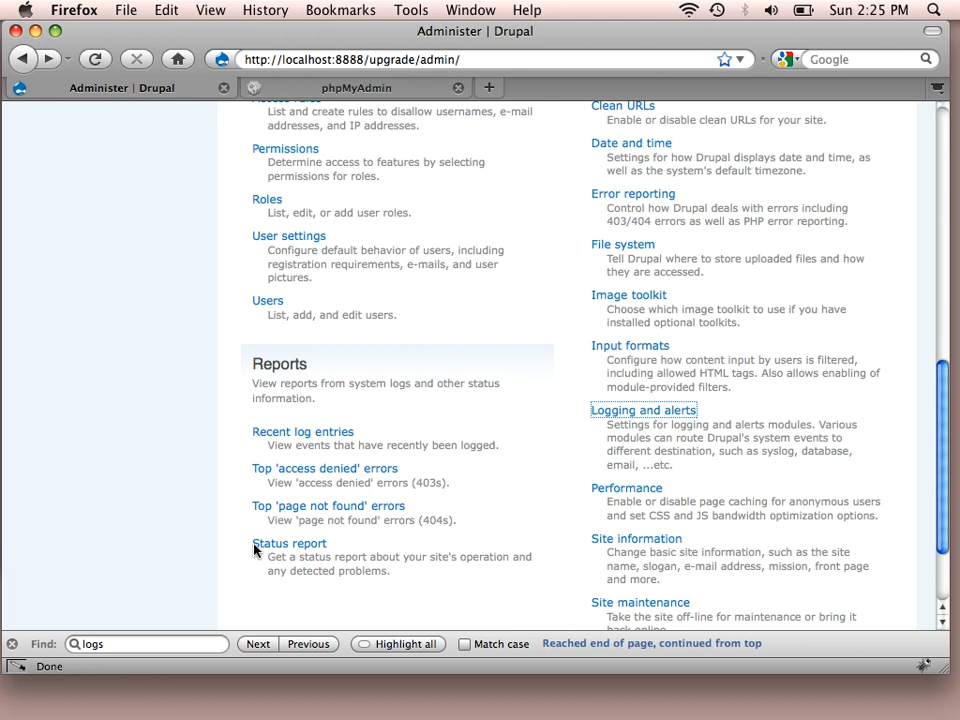 Firefox File Edit View History Bookmarks Tools Window Help Sun 2:25 PM
Administer | Drupal
http://localhost:8888/upgrade/admin/
Google
Administer | Drupal
phpMyAdmin
Access rules
List and create rules to disallow usernames, e-mail
addresses, and IP addresses.
Permissions
Determine access to features by selecting
permissions for roles.
Roles
List, edit, or add user roles.
User settings
Configure default behavior of users, including
registration requirements, e-mails, and user
pictures.
Users
List, add, and edit users.
Reports
View reports from system logs and other status
information.
Recent log entries
View events that have recently been logged.
Top 'access denied' errors
View 'access denied' errors (403s).
Top 'page not found' errors
View 'page not found' errors (404s).
Status report
Get a status report about your site's operation and
any detected problems.
Clean URLs
Enable or disable clean URLs for your site.
Date and time
Settings for how Drupal displays date and time, as
well as the system's default timezone.
Error reporting
Control how Drupal deals with errors including
403/404 errors as well as PHP error reporting.
File system
Tell Drupal where to store uploaded files and how
they are accessed.
Image toolkit
Choose which image toolkit to use if you have
installed optional toolkits.
Input formats
Configure how content input by users is filtered,
including allowed HTML tags. Also allows enabling of
module-provided filters.
Logging and alerts
Settings for logging and alerts modules. Various
modules can route Drupal's system events to
different destination, such as syslog, database,
email, ...etc.
Performance
Enable or disable page caching for anonymous users
and set CSS and JS bandwidth optimization options.
Site information
Change basic site information, such as the site
name, slogan, e-mail address, mission, front page
and more.
Site maintenance
Take the site off-line for maintenance or bring it
back online.
Find: logs Next Previous Highlight all Match case Reached end of page, continued from top
Done